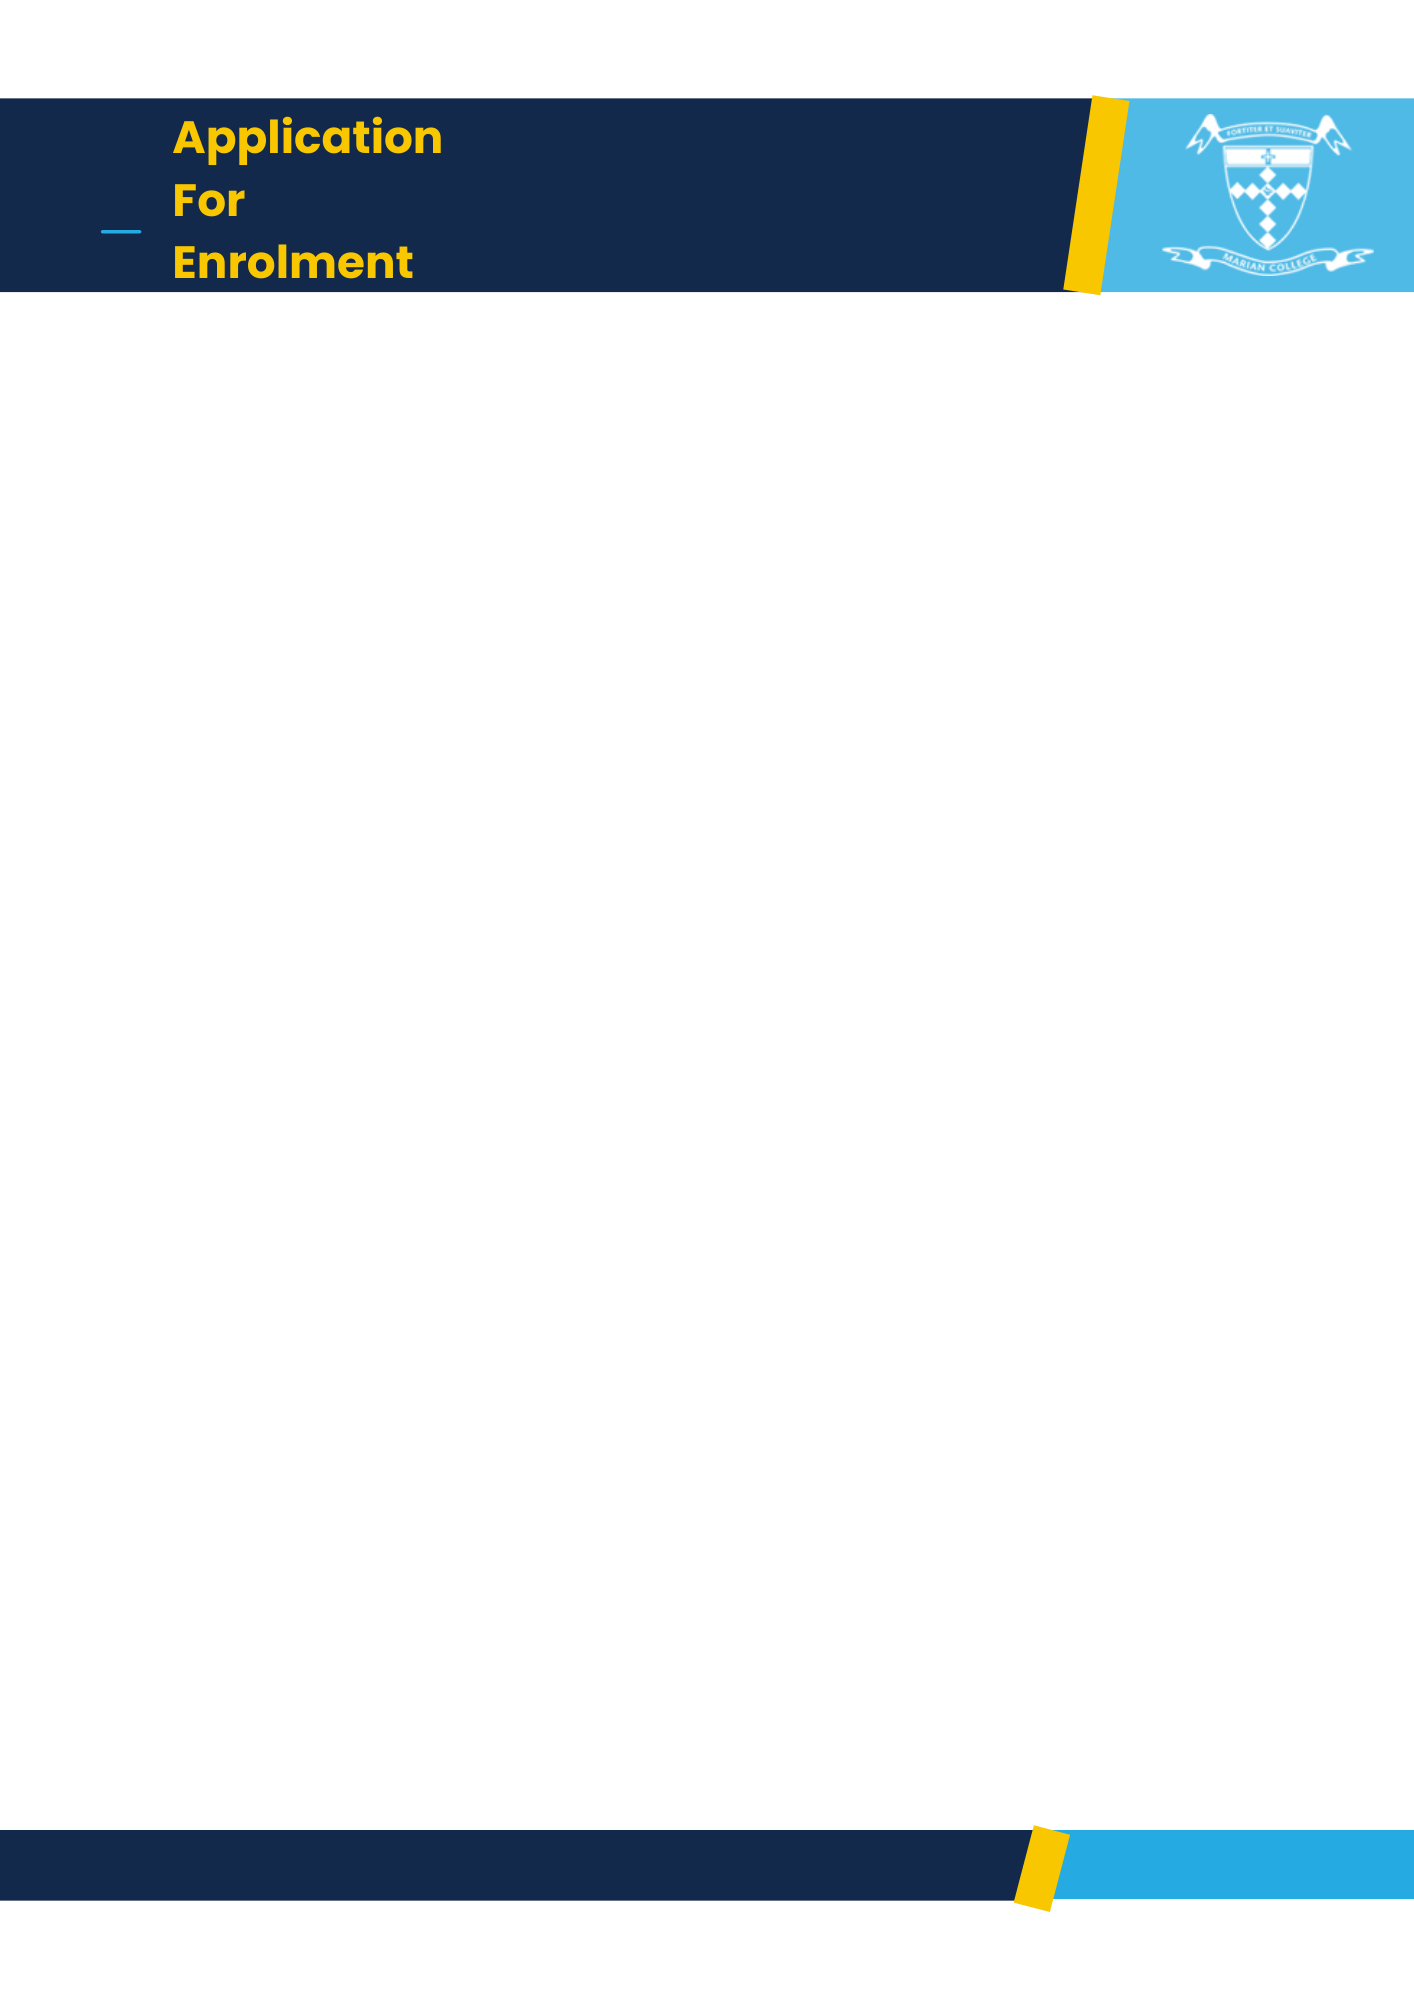 Application
For
Enrolment
FORTITER ET SUAVITER
MARIAN COLLEGE